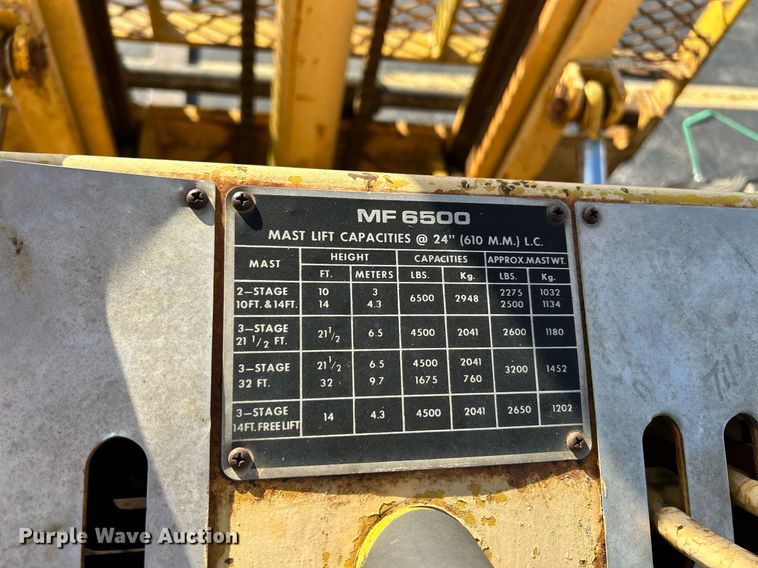 MF 6500
MAST LIFT CAPACITIES @ 24" (610 M.M.) L.C.
MAST HEIGHT CAPACITIES APPROX. MAST WT.
FT. METERS LBS. Kg. LBS. Kg.
2-STAGE 10 3 6500 2948 2275 1032
10FT. & 14FT. 14 4.3 2500 1134
3-STAGE 21 1/2 6.5 4500 2041 2600 1180
21 1/2 FT.
3-STAGE 21 1/2 6.5 4500 2041 3200 1452
32 FT. 32 9.7 1675 760
3-STAGE 14 4.3 4500 2041 2650 1202
14FT. FREE LIFT
Purple Wave Auction